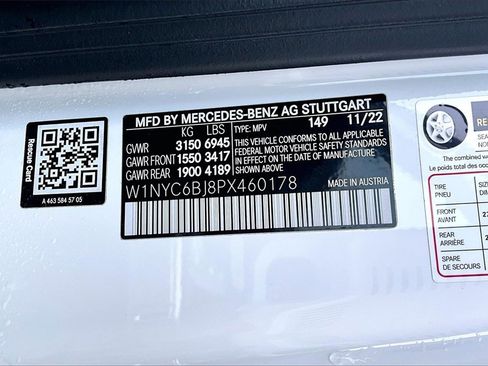 Rescue Card
A 463 584 57 05
MFD BY MERCEDES-BENZ AG STUTTGART
KG LBS TYPE: MPV 149 11/22
GVWR 3150 6945
GAWR FRONT 1550 3417
GAWR REAR 1900 4189
THIS VEHICLE CONFORMS TO ALL APPLICABLE
FEDERAL MOTOR VEHICLE SAFETY STANDARDS
IN EFFECT ON THE DATE OF MANUFACTURE
SHOWN ABOVE
W1NYC6BJ8PX460178 MADE IN AUSTRIA
The combined
Le poids total des occ
TIRE
PNEU
FRONT
AVANT
REAR
ARRIÈRE
SPARE
DE SECOURS